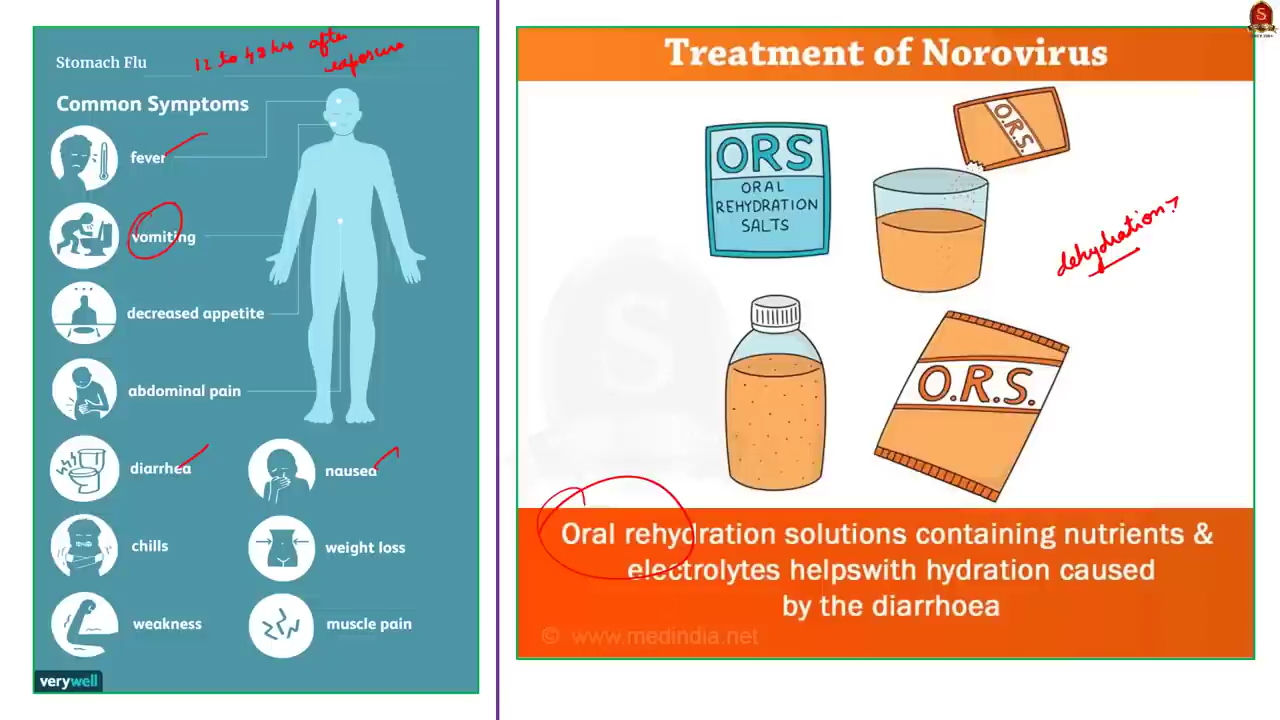 Stomach Flu
12 to 48 hrs after
exposure
Common Symptoms
fever
vomiting
decreased appetite
abdominal pain
diarrhea
nausea
chills
weight loss
weakness
muscle pain
verywell
Treatment of Norovirus
ORS
ORAL
REHYDRATION
SALTS
O.R.S.
dehydration
O.R.S.
Oral rehydration solutions containing nutrients &
electrolytes helpswith hydration caused
by the diarrhoea
© www.medindia.net
S
S